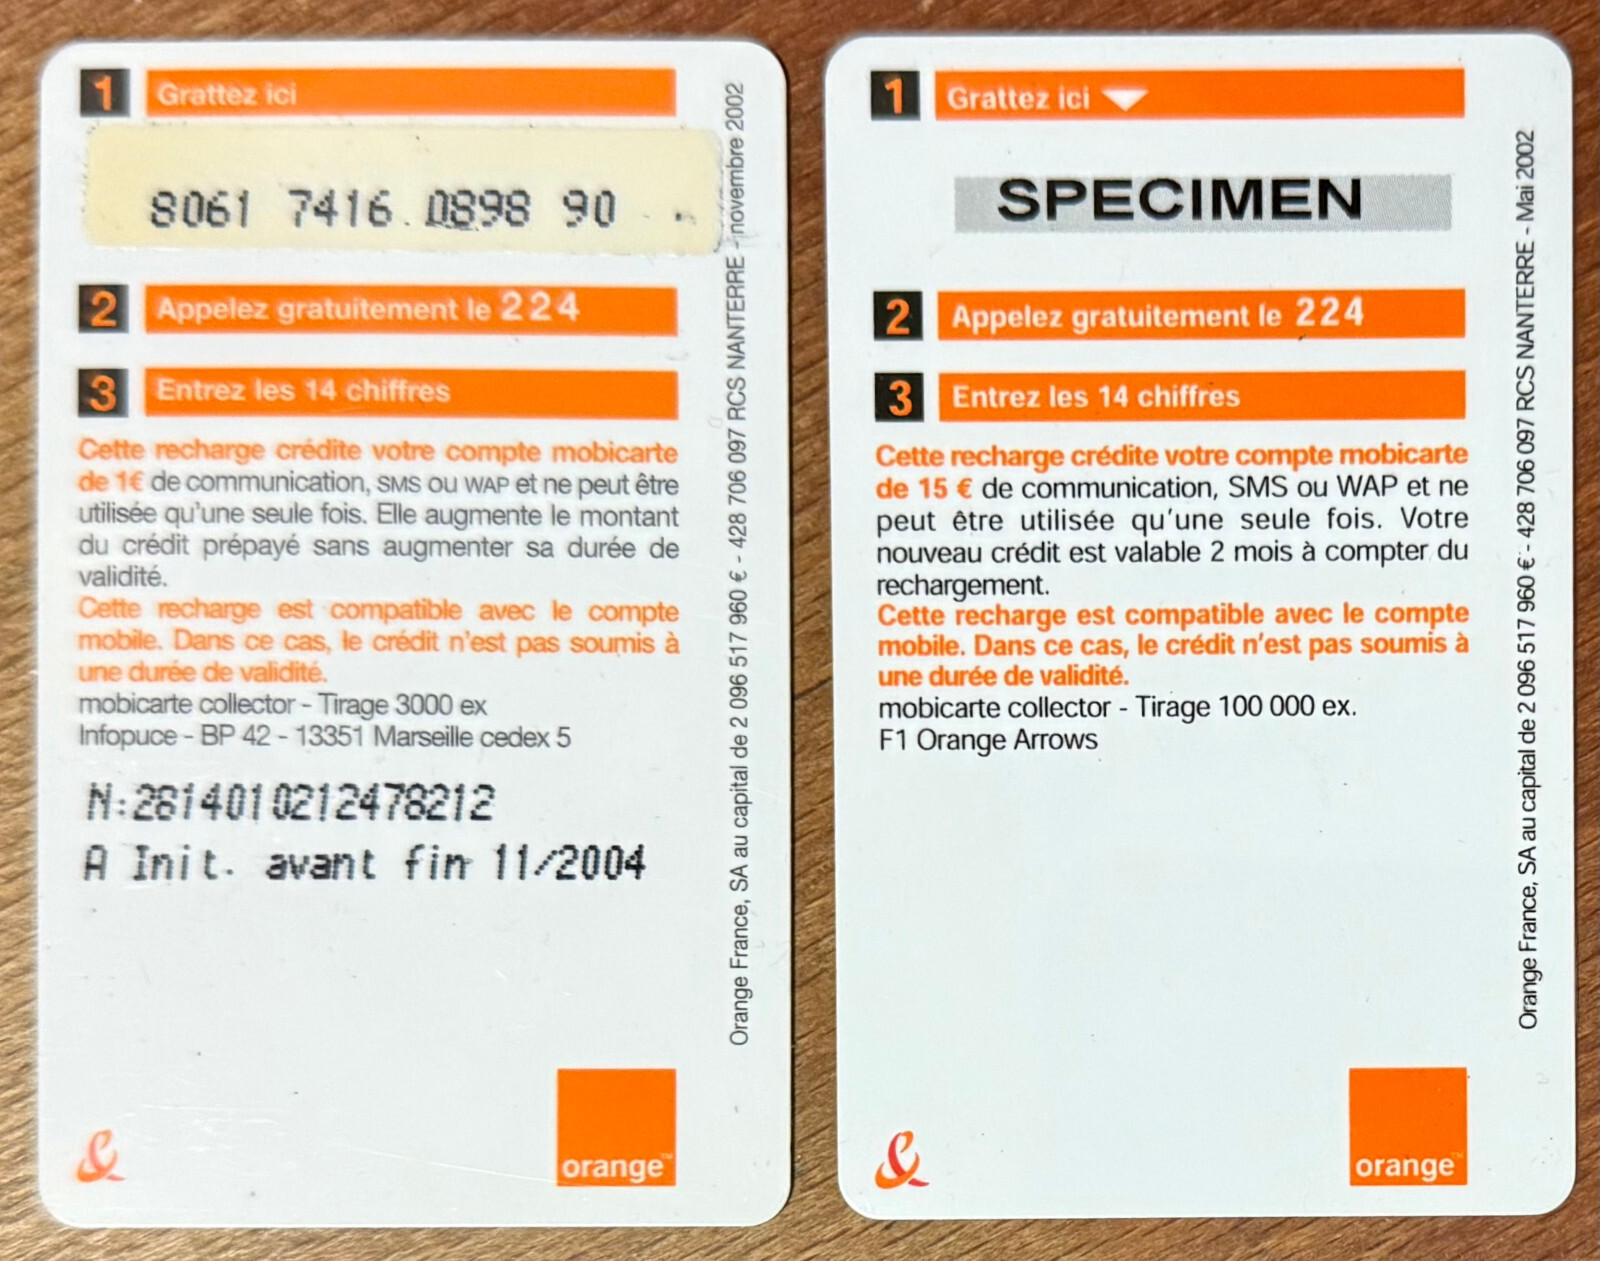 1 Grattez ici
8061 7416 0898 90
2 Appelez gratuitement le 224
3 Entrez les 14 chiffres
Cette recharge crédite votre compte mobicarte
de 1€ de communication, SMS ou WAP et ne peut être
utilisée qu'une seule fois. Elle augmente le montant
du crédit prépayé sans augmenter sa durée de
validité.
Cette recharge est compatible avec le compte
mobile. Dans ce cas, le crédit n'est pas soumis à
une durée de validité.
mobicarte collector - Tirage 3000 ex
Infopuce - BP 42 - 13351 Marseille cedex 5
N:2814010212478212
A Init. avant fin 11/2004
orange™
Orange France, SA au capital de 2 096 517 960 € - 428 706 097 RCS NANTERRE - novembre 2002
1 Grattez ici
SPECIMEN
2 Appelez gratuitement le 224
3 Entrez les 14 chiffres
Cette recharge crédite votre compte mobicarte
de 15 € de communication, SMS ou WAP et ne
peut être utilisée qu'une seule fois. Votre
nouveau crédit est valable 2 mois à compter du
rechargement.
Cette recharge est compatible avec le compte
mobile. Dans ce cas, le crédit n'est pas soumis à
une durée de validité.
mobicarte collector - Tirage 100 000 ex.
F1 Orange Arrows
orange™
Orange France, SA au capital de 2 096 517 960 € - 428 706 097 RCS NANTERRE - Mai 2002